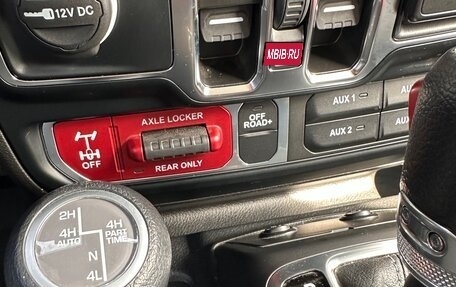 12V DC
MBIB.RU
AXLE LOCKER
OFF
ROAD+
AUX 1
AUX 2
OFF
REAR ONLY
2H
4H
AUTO
4H
PART
TIME
N
4L